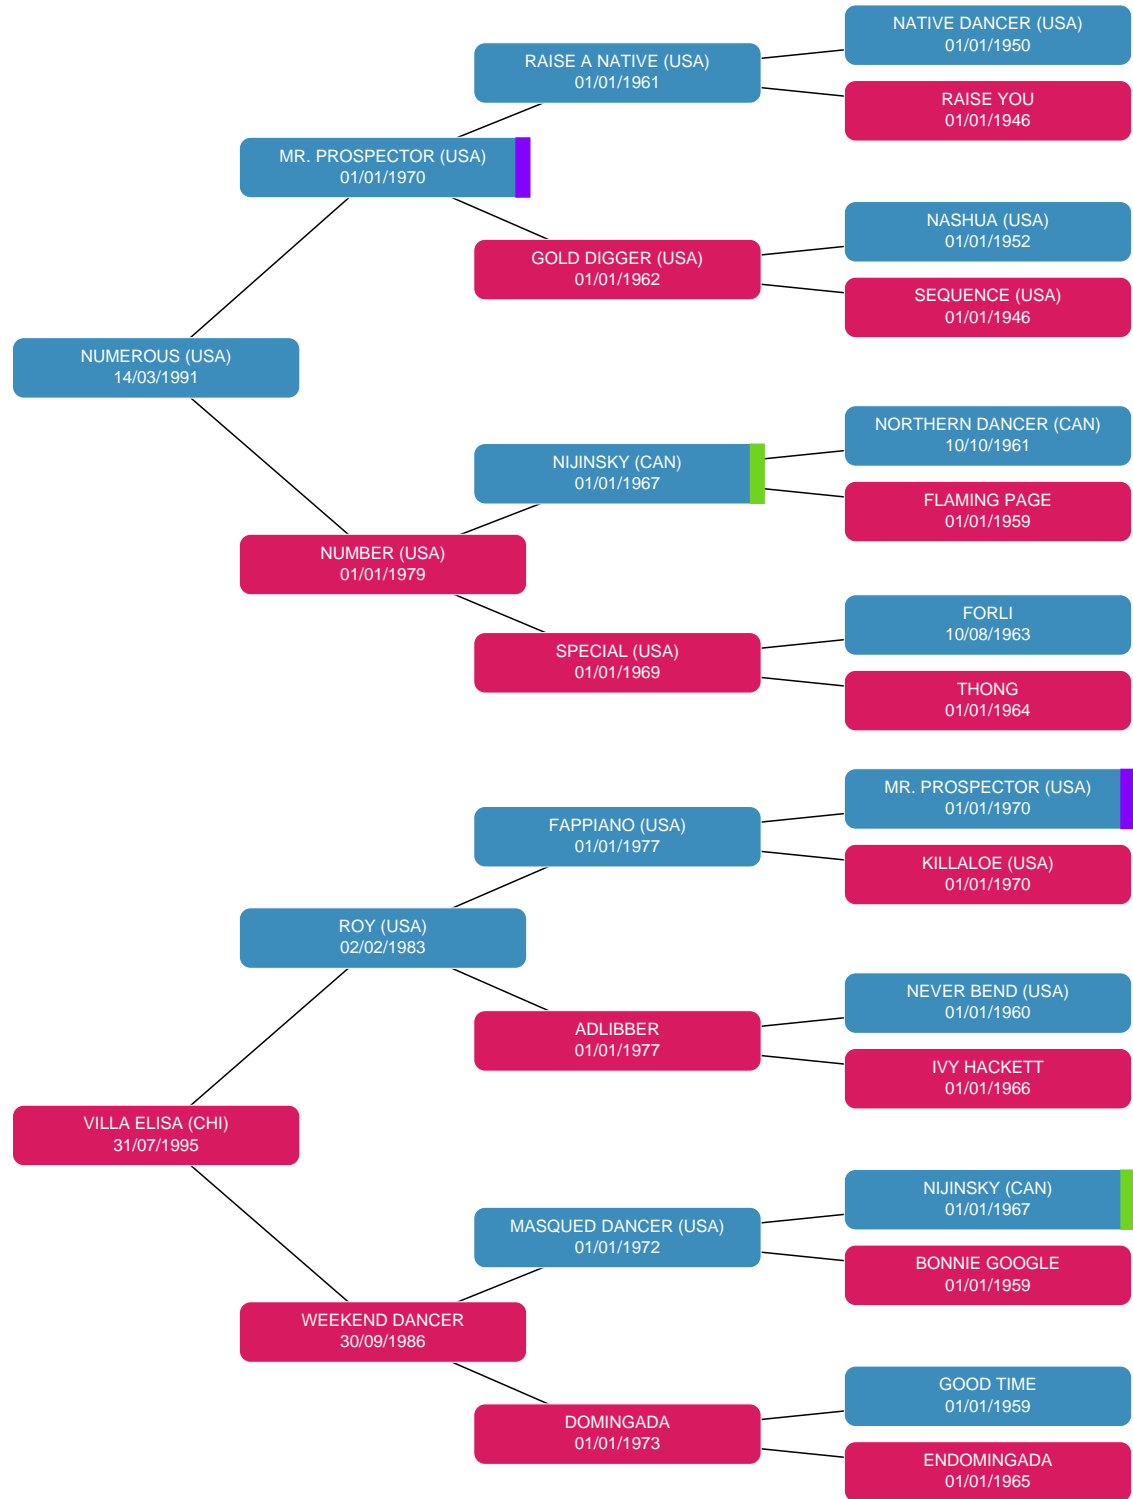 NATIVE DANCER (USA)
01/01/1950
RAISE A NATIVE (USA)
01/01/1961
RAISE YOU
01/01/1946
MR. PROSPECTOR (USA)
01/01/1970
NASHUA (USA)
01/01/1952
GOLD DIGGER (USA)
01/01/1962
SEQUENCE (USA)
01/01/1946
NUMEROUS (USA)
14/03/1991
NORTHERN DANCER (CAN)
10/10/1961
NIJINSKY (CAN)
01/01/1967
FLAMING PAGE
01/01/1959
NUMBER (USA)
01/01/1979
FORLI
10/08/1963
SPECIAL (USA)
01/01/1969
THONG
01/01/1964
MR. PROSPECTOR (USA)
01/01/1970
FAPPIANO (USA)
01/01/1977
KILLALOE (USA)
01/01/1970
ROY (USA)
02/02/1983
NEVER BEND (USA)
01/01/1960
ADLIBBER
01/01/1977
IVY HACKETT
01/01/1966
VILLA ELISA (CHI)
31/07/1995
NIJINSKY (CAN)
01/01/1967
MASQUED DANCER (USA)
01/01/1972
BONNIE GOOGLE
01/01/1959
WEEKEND DANCER
30/09/1986
GOOD TIME
01/01/1959
DOMINGADA
01/01/1973
ENDOMINGADA
01/01/1965